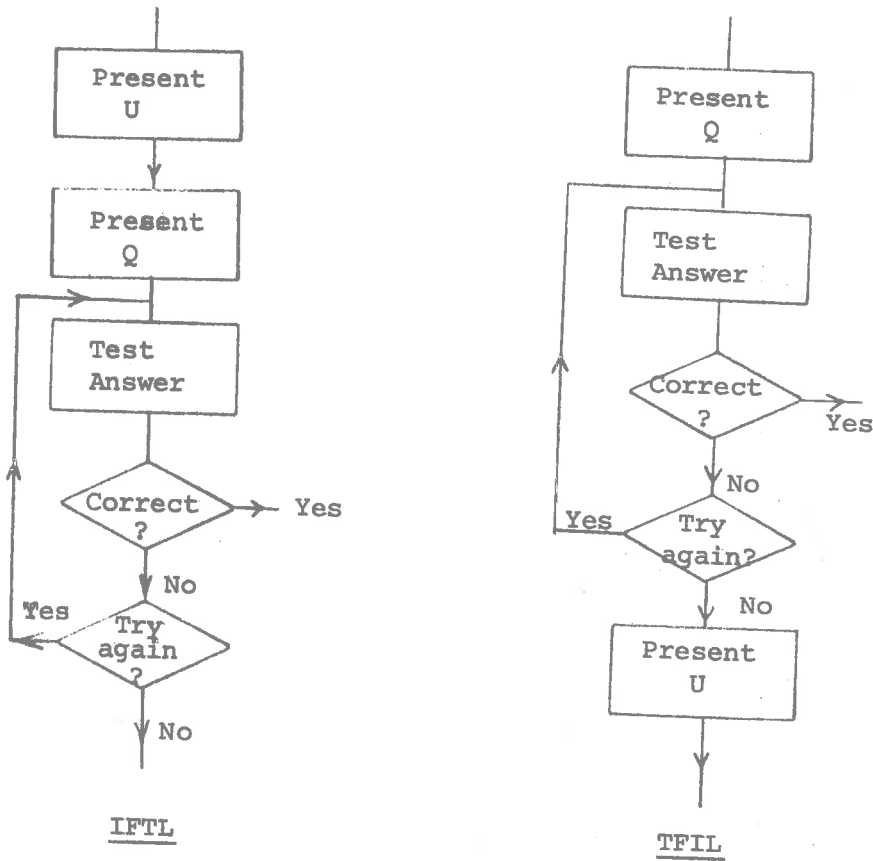 Present
U
Present
Q
Test
Answer
Correct
?
Yes
No
Yes
Try
again
?
No
IFTL
Present
Q
Test
Answer
Correct
?
Yes
No
Yes
Try
again?
No
Present
U
TFIL